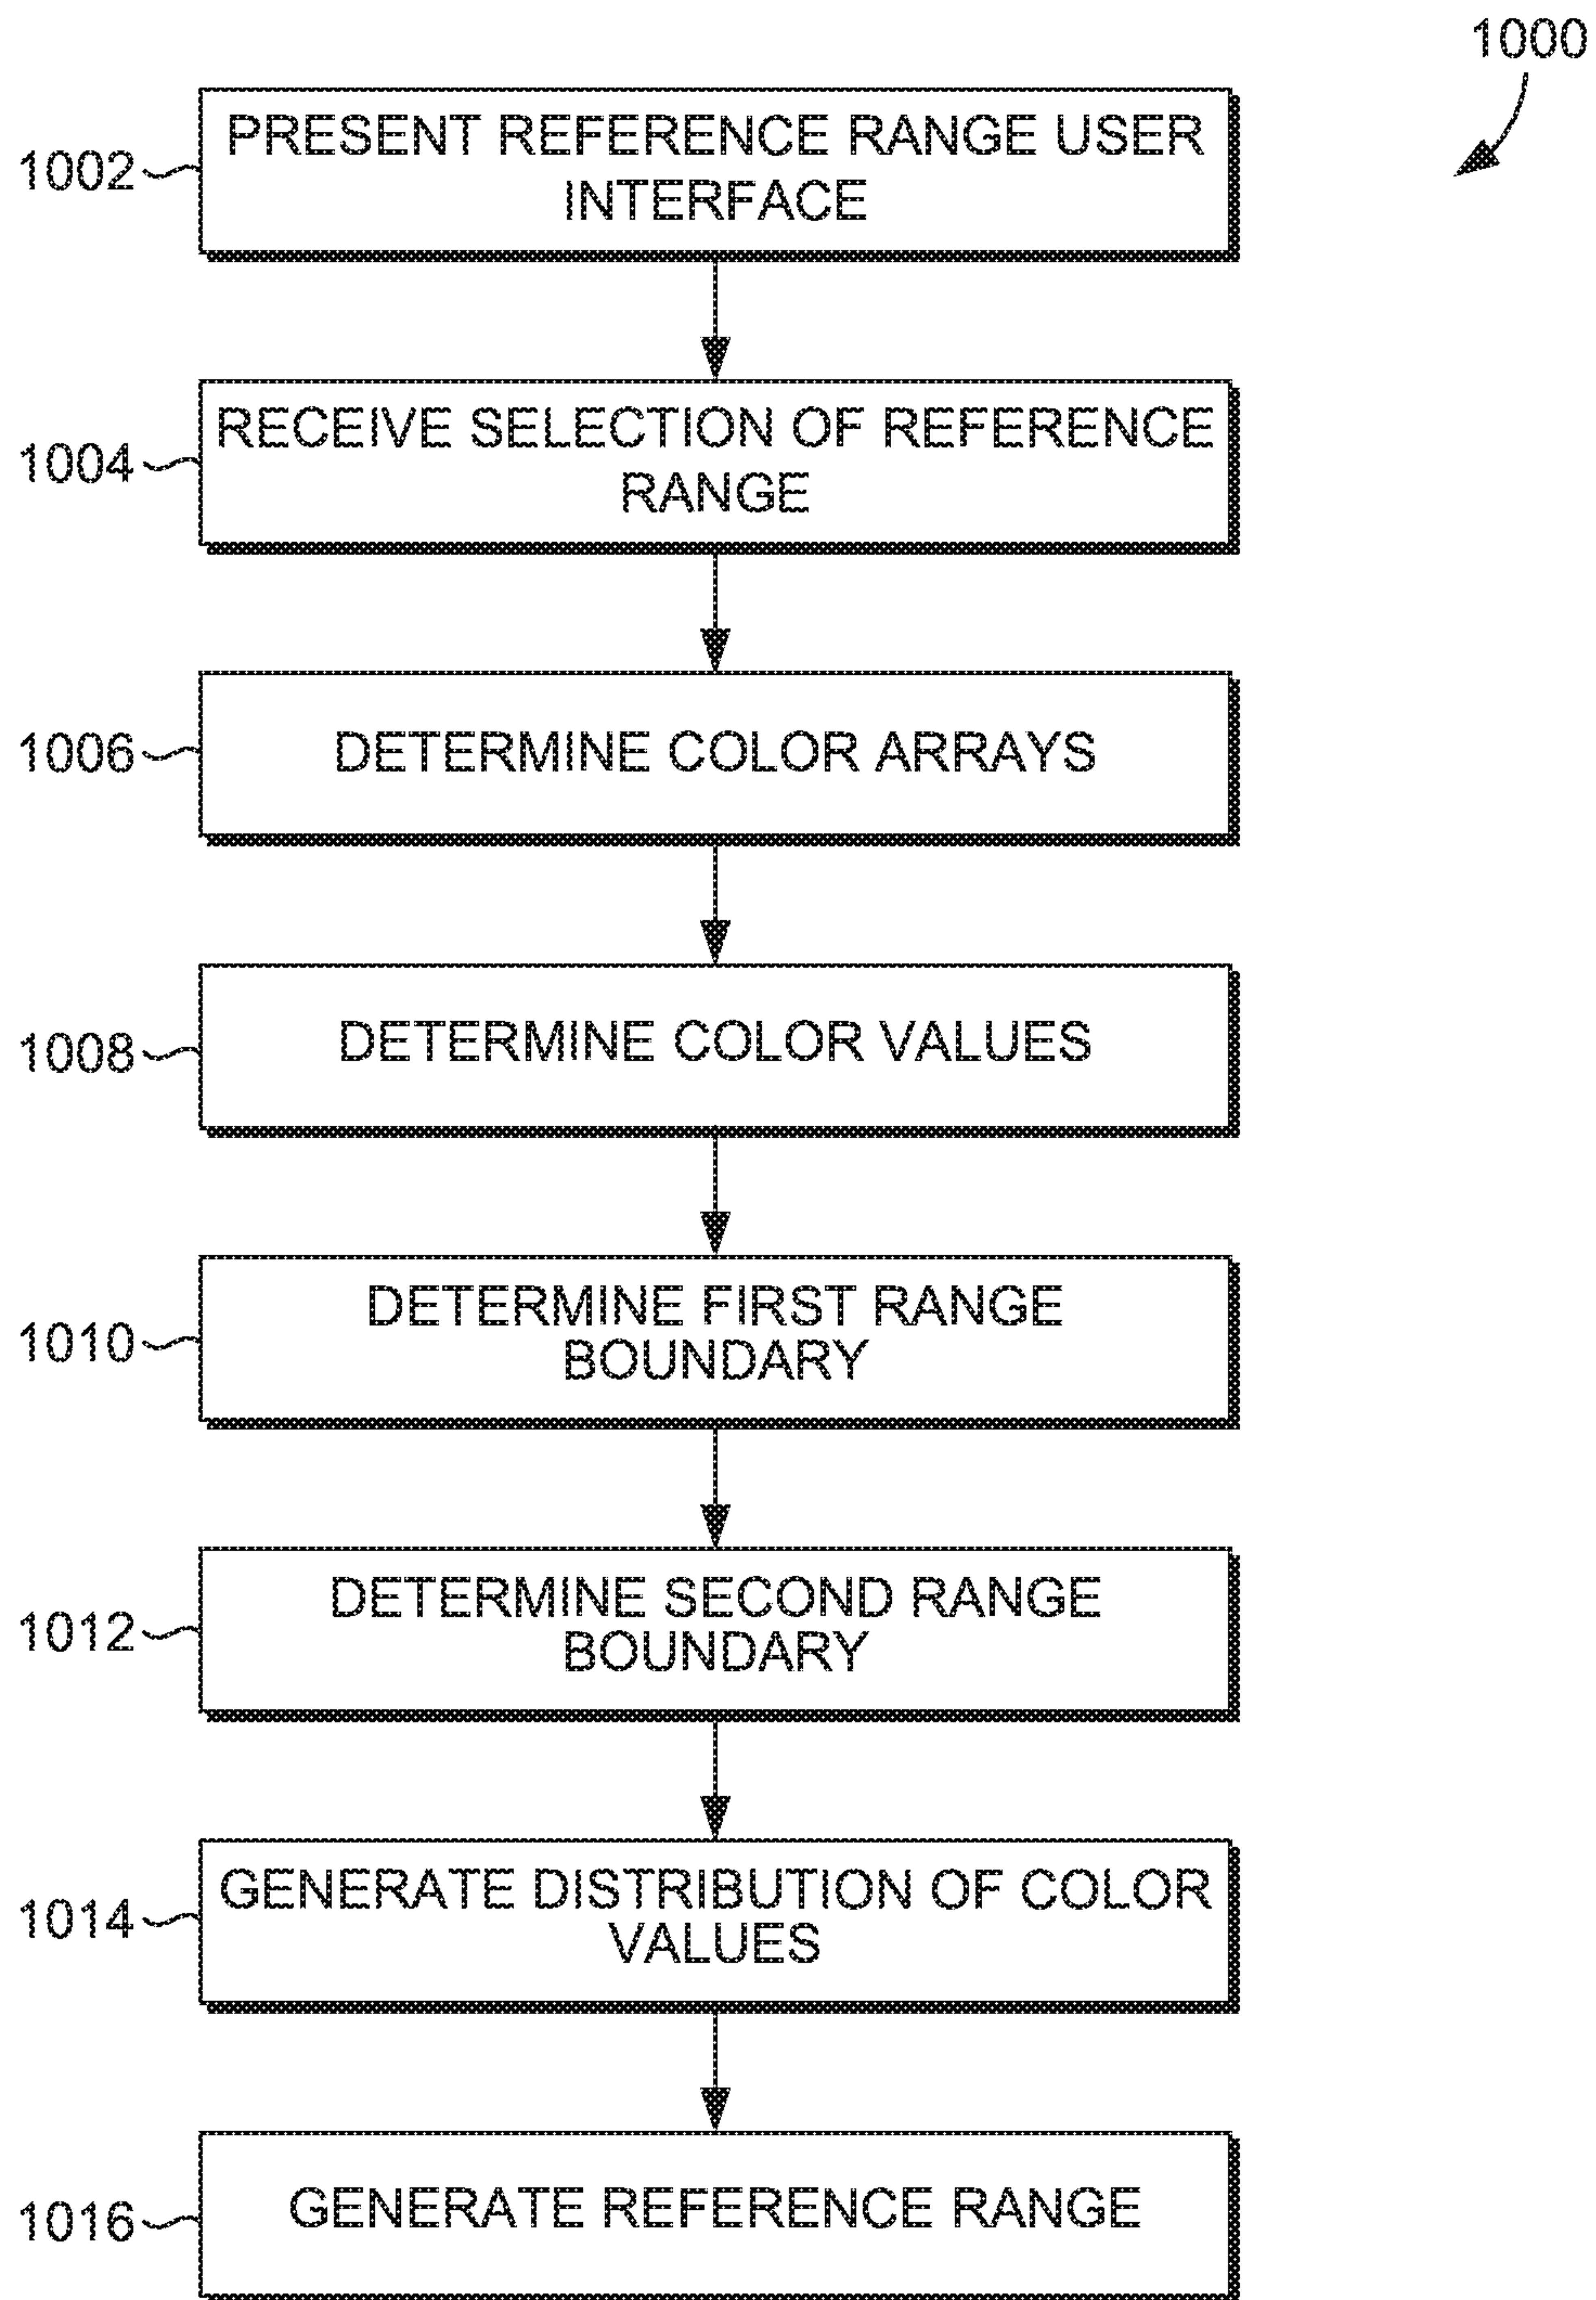 1000
1002
PRESENT REFERENCE RANGE USER
INTERFACE
1004
RECEIVE SELECTION OF REFERENCE
RANGE
1006
DETERMINE COLOR ARRAYS
1008
DETERMINE COLOR VALUES
1010
DETERMINE FIRST RANGE
BOUNDARY
1012
DETERMINE SECOND RANGE
BOUNDARY
1014
GENERATE DISTRIBUTION OF COLOR
VALUES
1016
GENERATE REFERENCE RANGE